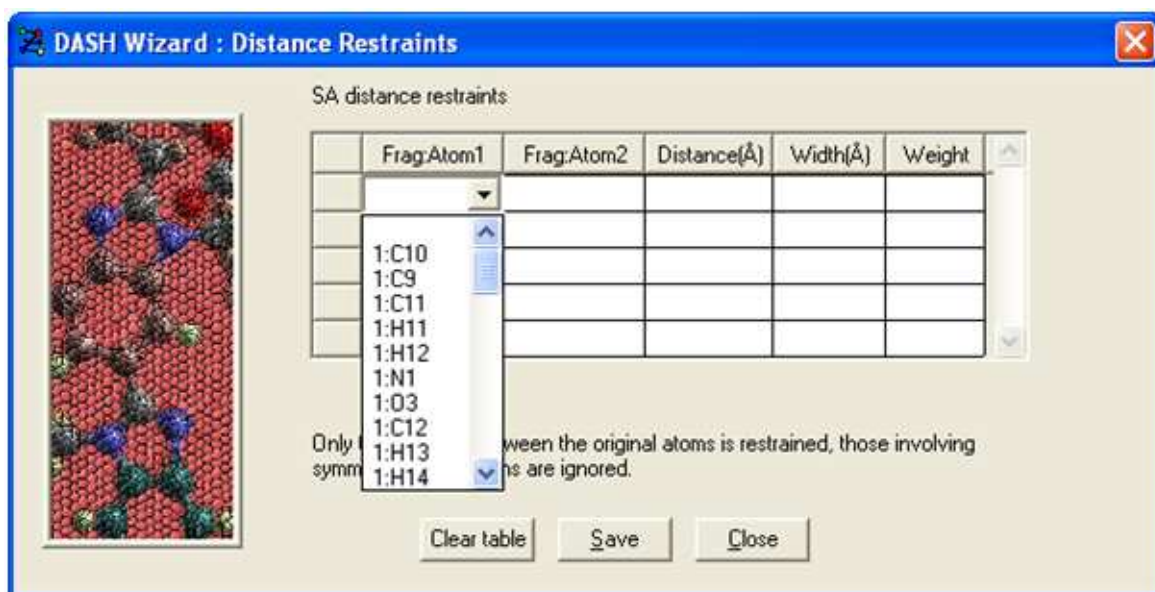 DASH Wizard : Distance Restraints
SA distance restraints
Frag:Atom1 Frag:Atom2 Distance(Å) Width(Å) Weight
1:C10
1:C9
1:C11
1:H11
1:H12
1:N1
1:O3
1:C12
1:H13
1:H14
Only ween the original atoms is restrained, those involving
symm ns are ignored.
Clear table Save Close